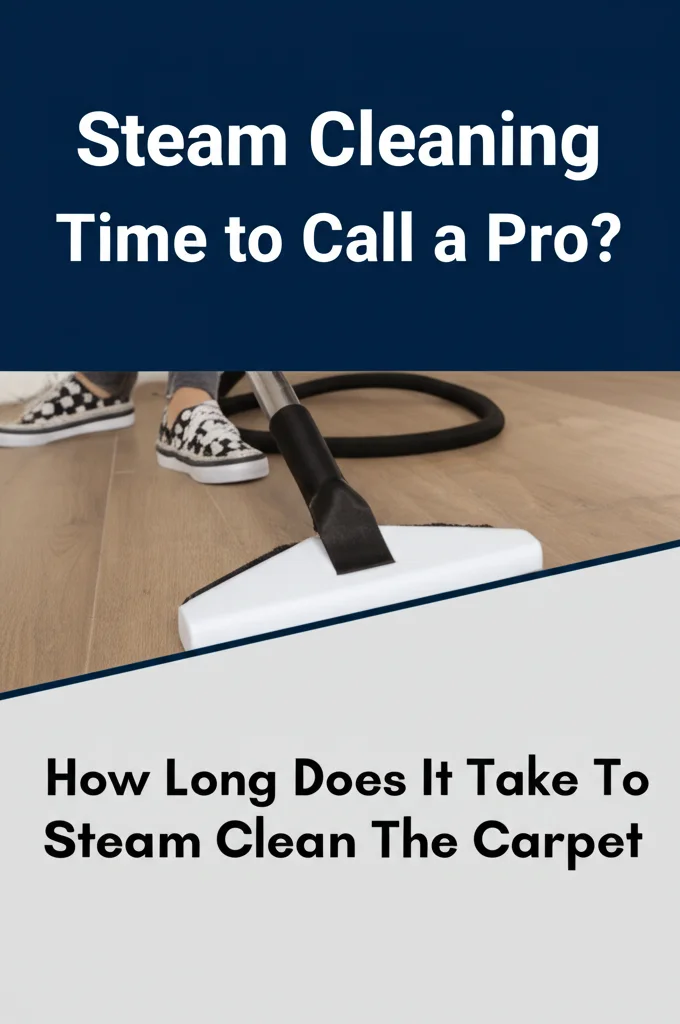 Steam Cleaning
Time to Call a Pro?
How Long Does It Take To
Steam Clean The Carpet